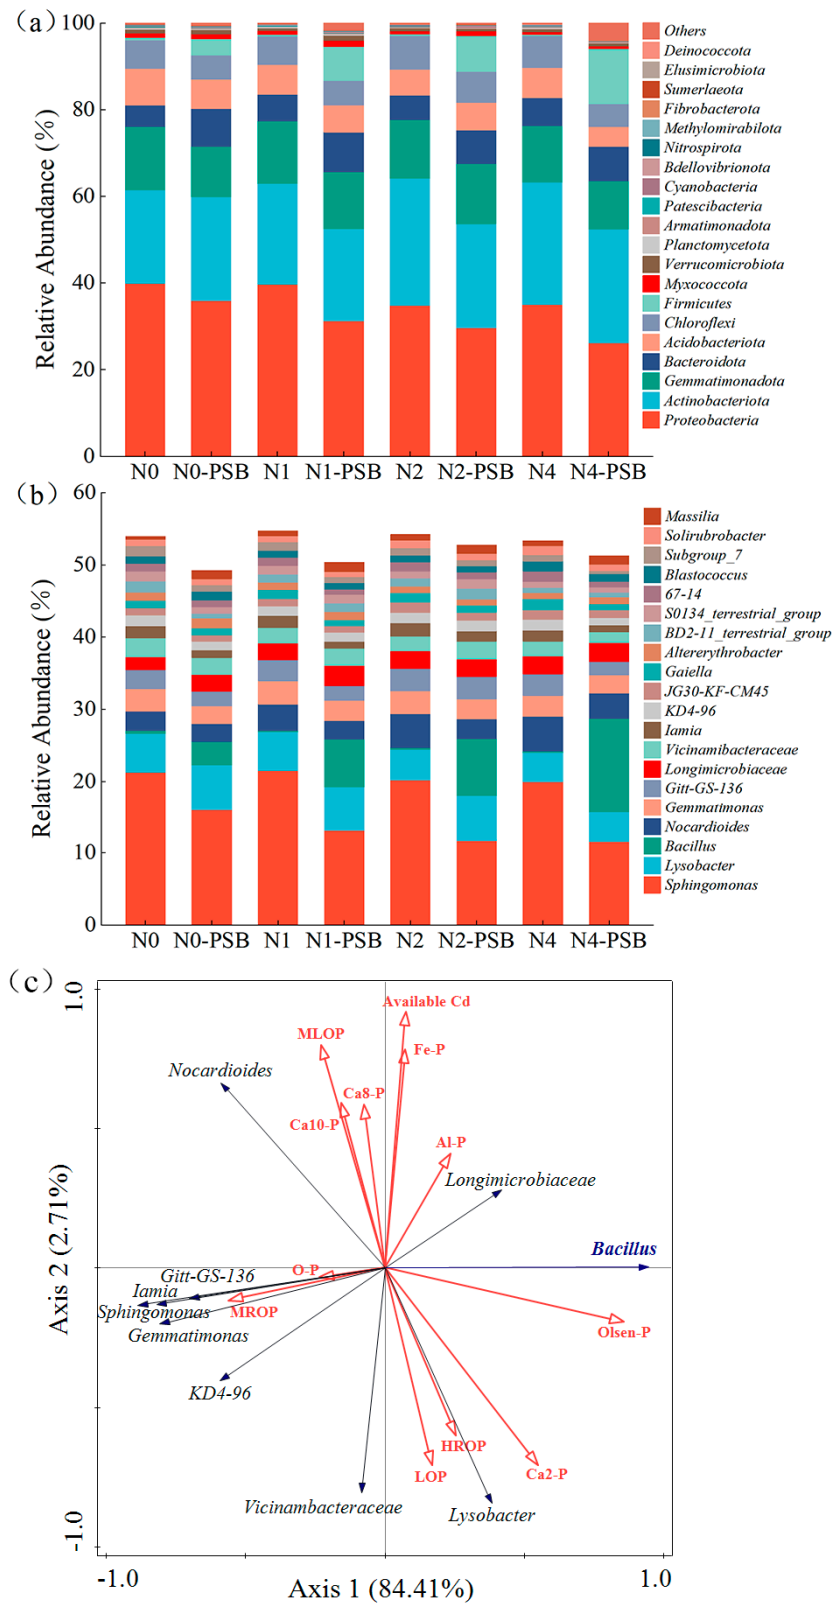 (a)
Relative Abundance (%)
100
80
60
40
20
0
N0 N0-PSB N1 N1-PSB N2 N2-PSB N4 N4-PSB
Others
Deinococcota
Elusimicrobiota
Sumerlaeota
Fibrobacterota
Methylomirabilota
Nitrospirota
Bdellovibrionota
Cyanobacteria
Patescibacteria
Armatimonadota
Planctomycetota
Verrucomicrobiota
Myxococcota
Firmicutes
Chloroflexi
Acidobacteriota
Bacteroidota
Gemmatimonadota
Actinobacteriota
Proteobacteria
(b)
Relative Abundance (%)
60
50
40
30
20
10
0
N0 N0-PSB N1 N1-PSB N2 N2-PSB N4 N4-PSB
Massilia
Solirubrobacter
Subgroup_7
Blastococcus
67-14
S0134_terrestrial_group
BD2-11_terrestrial_group
Altererythrobacter
Gaiella
JG30-KF-CM45
KD4-96
Iamia
Vicinamibacteraceae
Longimicrobiaceae
Gitt-GS-136
Gemmatimonas
Nocardioides
Bacillus
Lysobacter
Sphingomonas
(c)
1.0
Available Cd
MLOP
Fe-P
Nocardioides
Ca8-P
Ca10-P
Al-P
Longimicrobiaceae
Bacillus
Axis 2 (2.71%)
O-P
Gitt-GS-136
Iamia
Sphingomonas
MROP
Gemmatimonas
Olsen-P
KD4-96
HROP
LOP
Ca2-P
Vicinambacteraceae
Lysobacter
-1.0
-1.0
Axis 1 (84.41%)
1.0